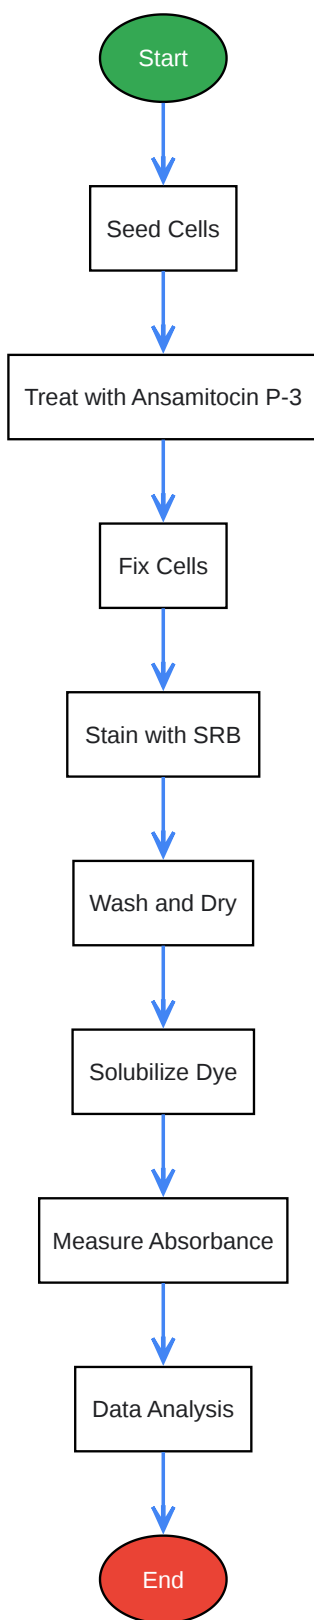 Start
Seed Cells
Treat with Ansamitocin P-3
Fix Cells
Stain with SRB
Wash and Dry
Solubilize Dye
Measure Absorbance
Data Analysis
End